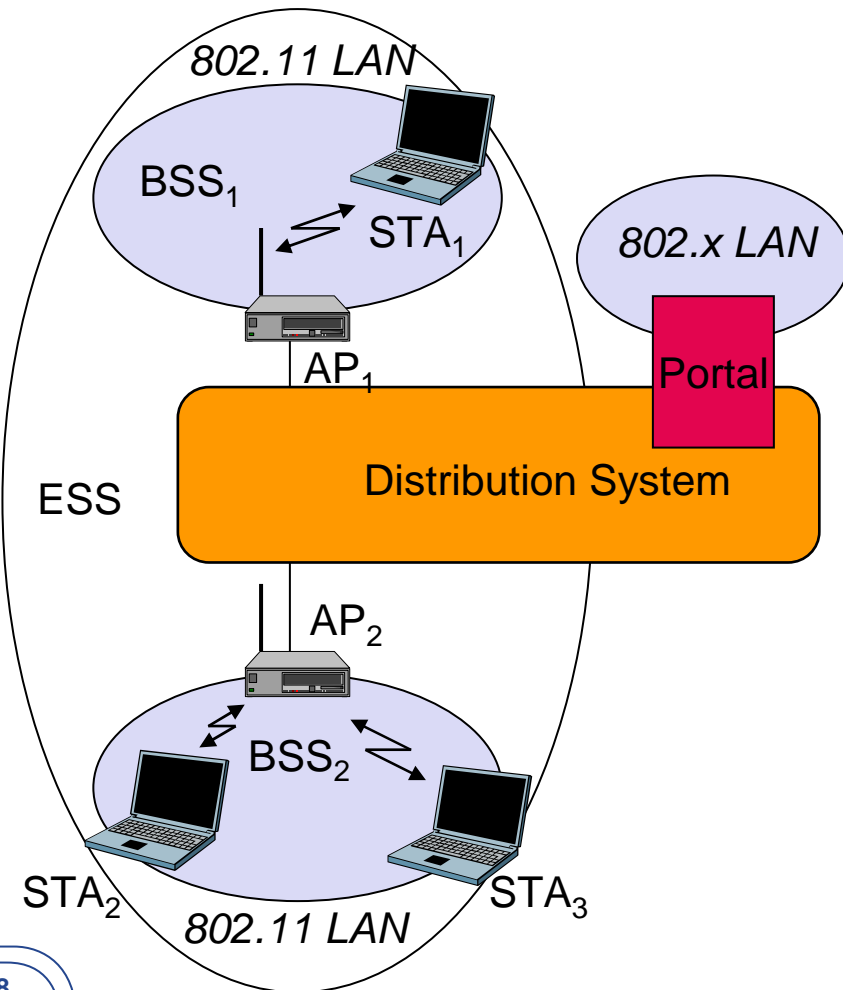 802.11 LAN
BSS₁
STA₁
802.x LAN
AP₁
Portal
Distribution System
ESS
AP₂
BSS₂
STA₂
STA₃
802.11 LAN
8